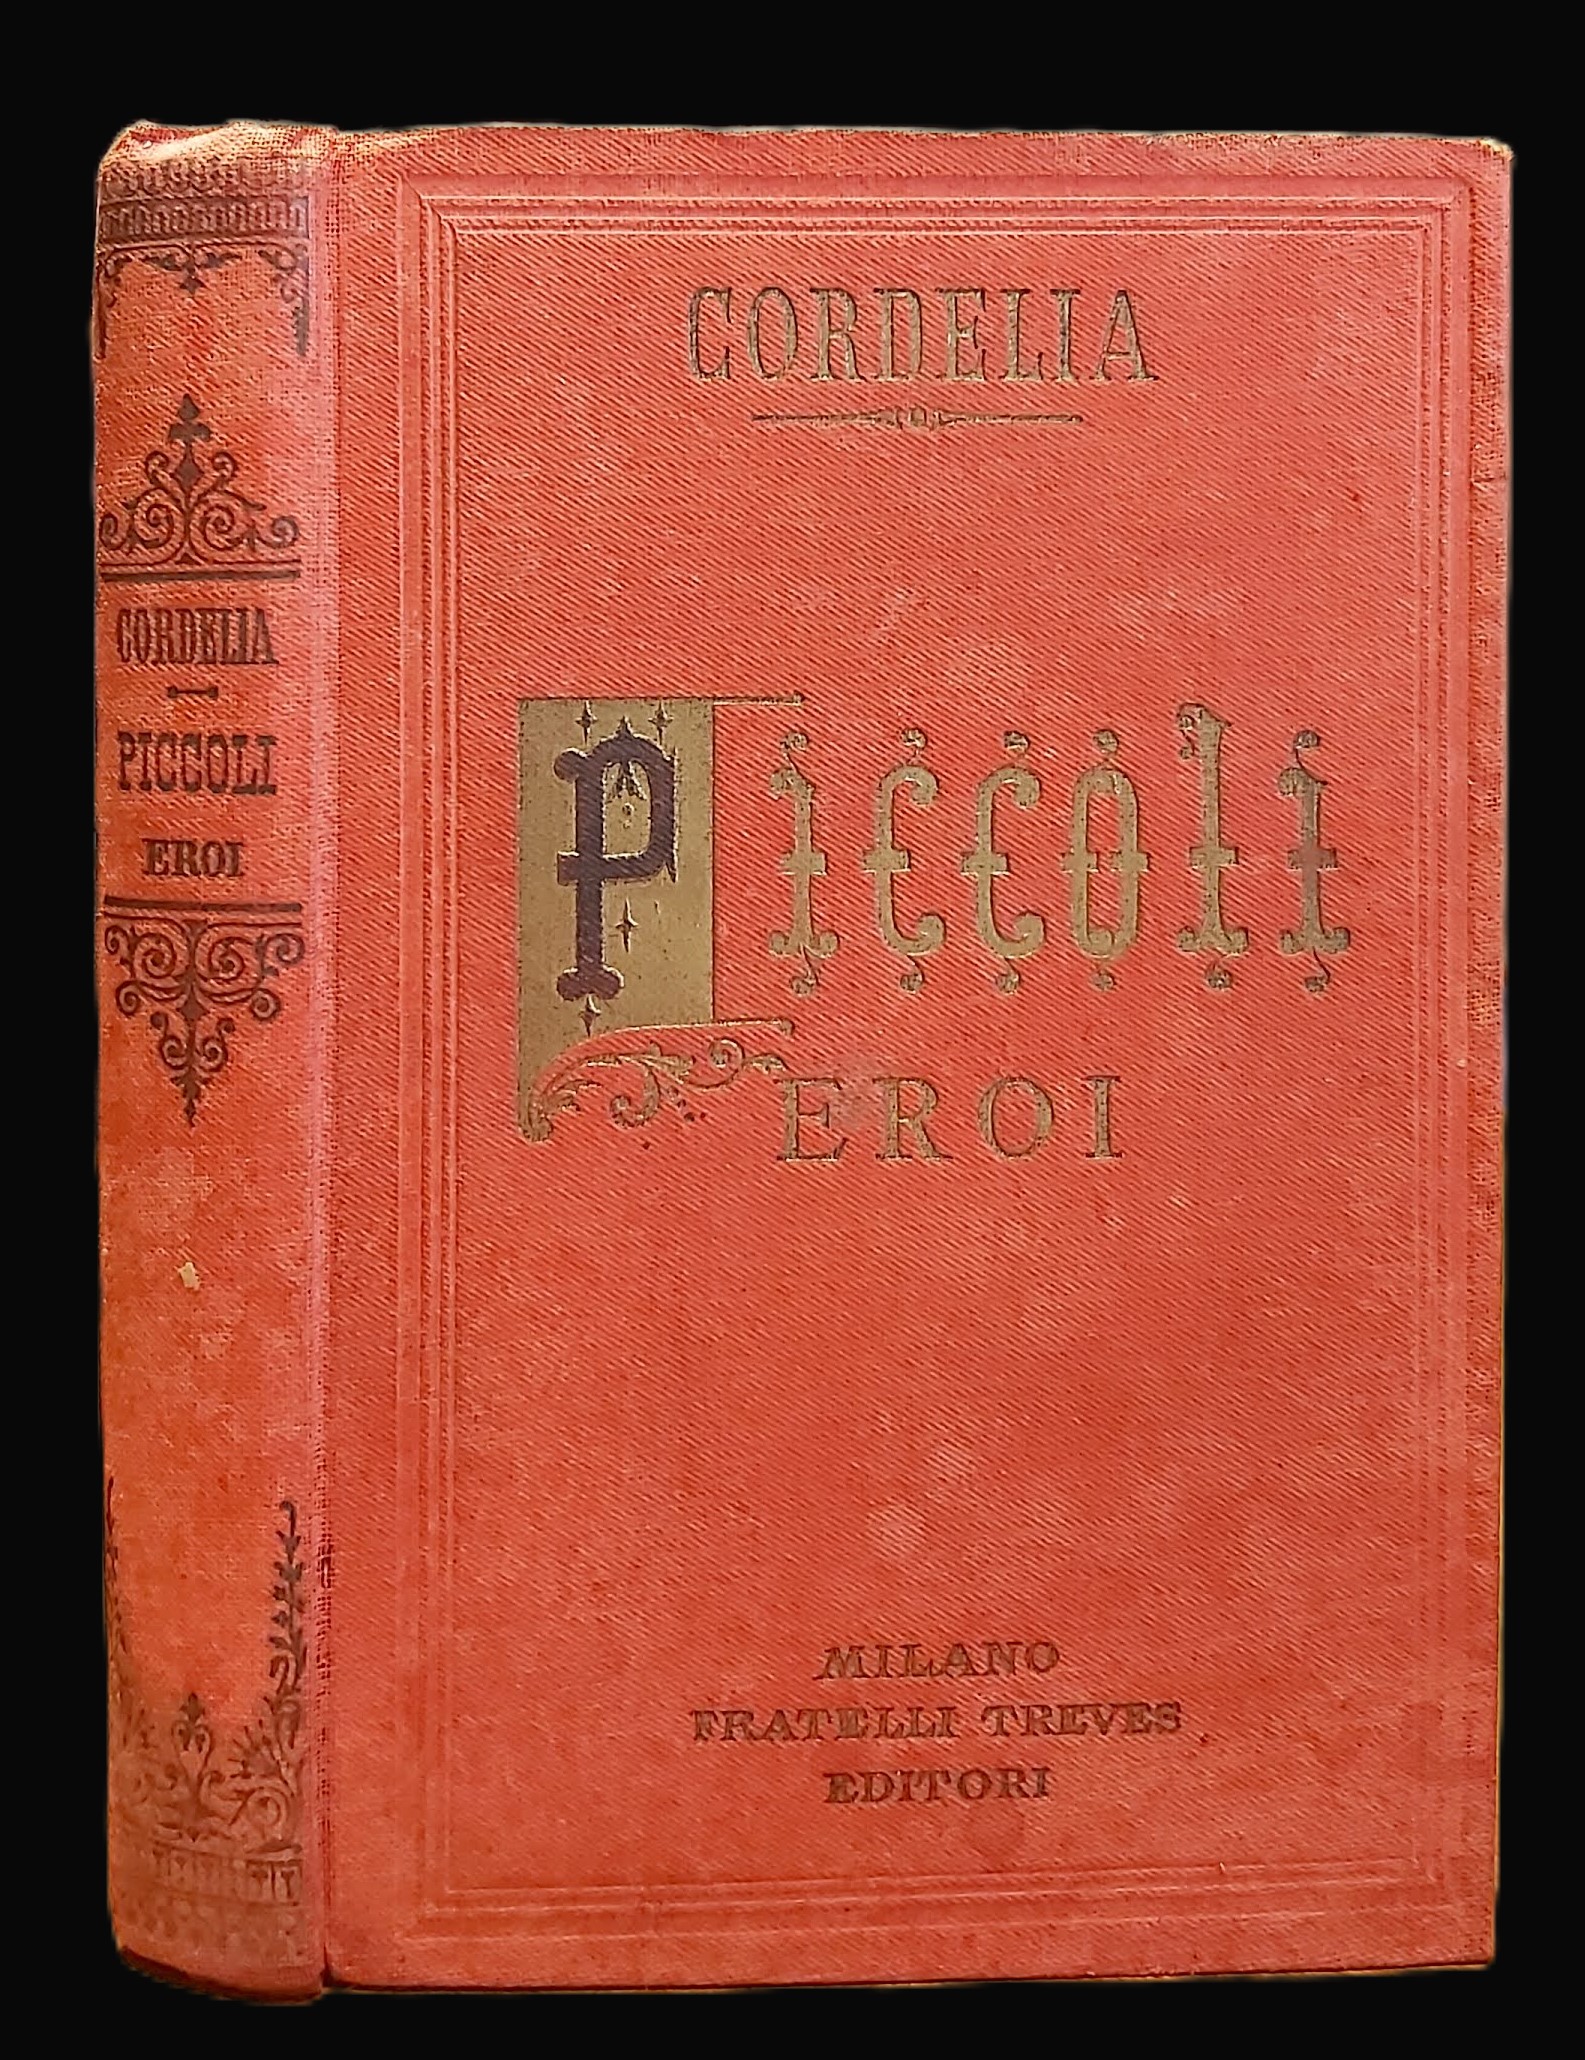 CORDELIA
PICCOLI
EROI
CORDELIA
Piccoli
EROI
MILANO
FRATELLI TREVES
EDITORI